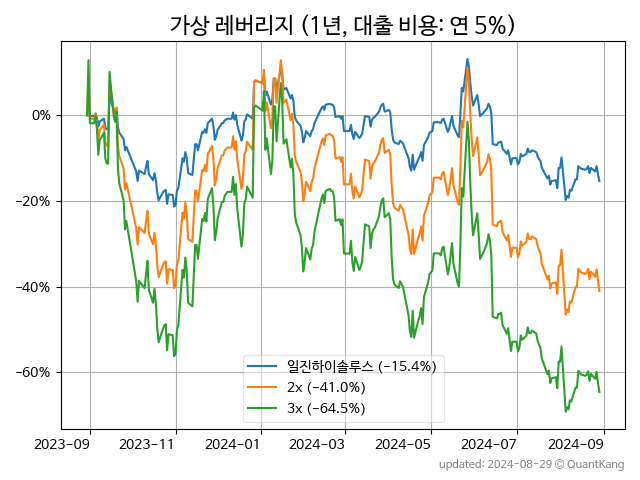 가상 레버리지 (1년, 대출 비용: 연 5%)
0%
−20%
−40%
−60%
일진하이솔루스 (−15.4%)
2x (−41.0%)
3x (−64.5%)
2023-09 2023-11 2024-01 2024-03 2024-05 2024-07 2024-09
updated: 2024-08-29 © QuantKang